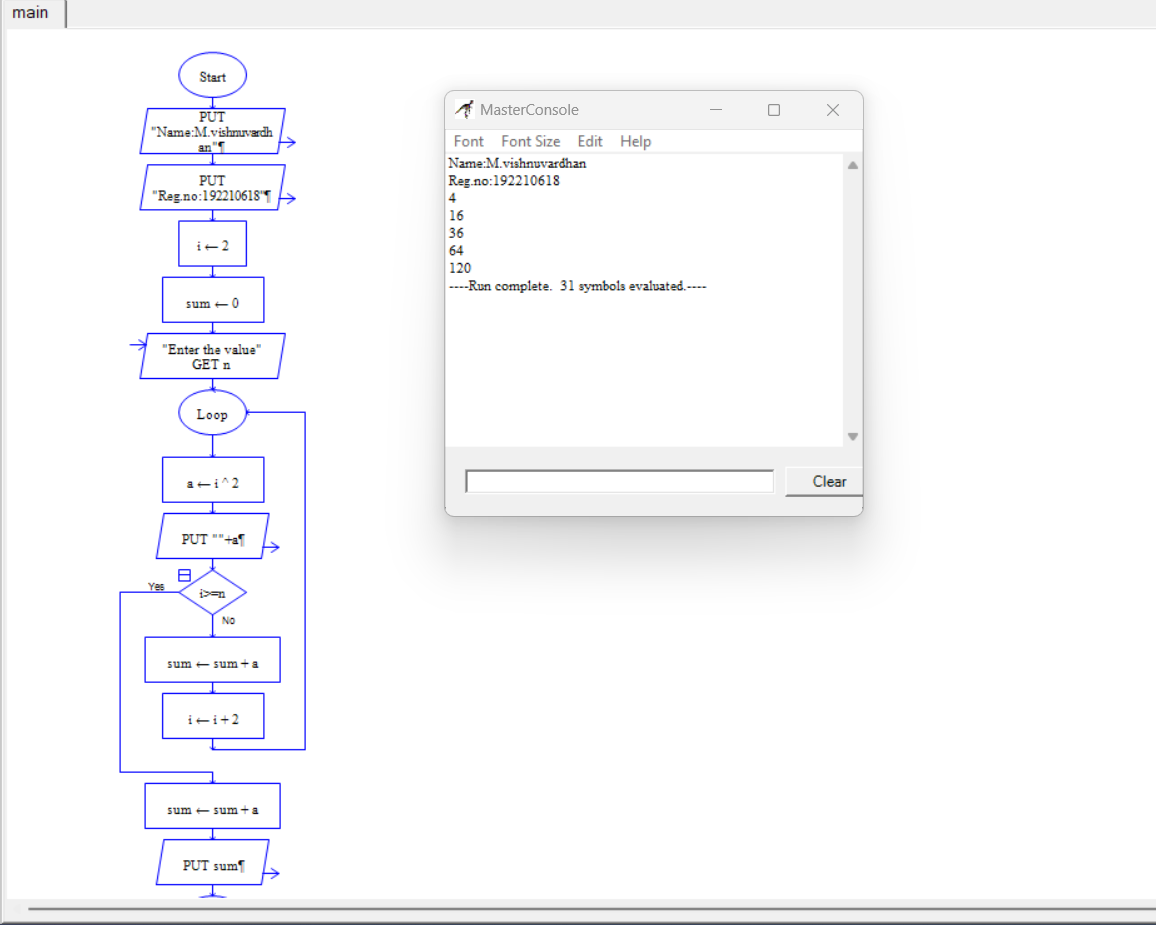 main
Start
PUT
"Name:M.vishnuvardh
an"¶
PUT
"Reg.no:192210618"¶
i ← 2
sum ← 0
"Enter the value"
GET n
Loop
a ← i ^ 2
PUT ""+a¶
Yes
i>=n
No
sum ← sum + a
i ← i + 2
sum ← sum + a
PUT sum¶
MasterConsole
Font Font Size Edit Help
Name:M.vishnuvardhan
Reg.no:192210618
4
16
36
64
120
----Run complete. 31 symbols evaluated.----
Clear